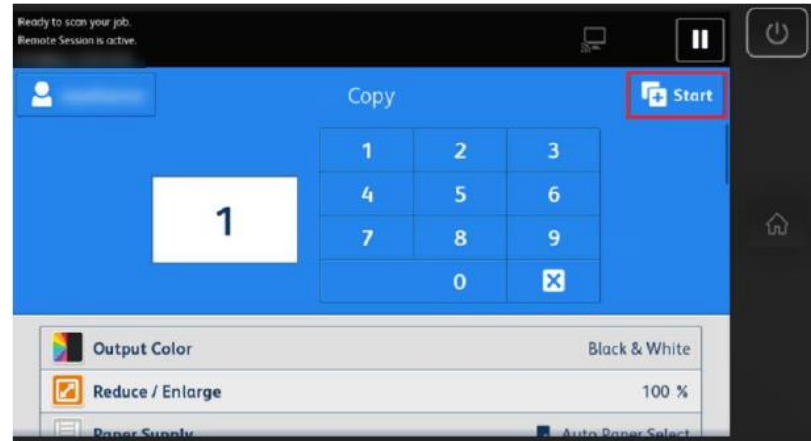 Ready to scan your job.
Remote Session is active.
Copy
Start
1
1 2 3
4 5 6
7 8 9
0
Output Color Black & White
Reduce / Enlarge 100 %
Paper Supply Auto Paper Select